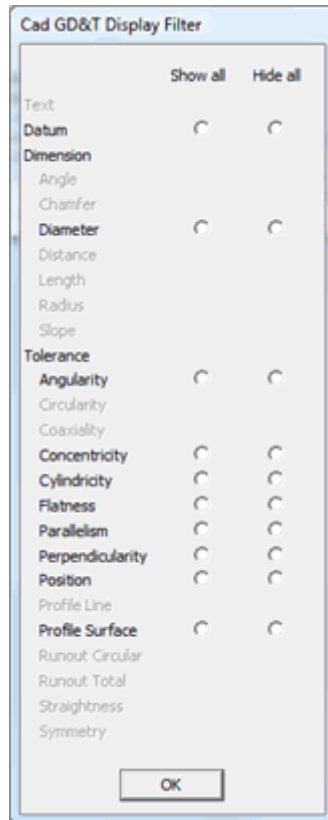 Cad GD&T Display Filter
Show all Hide all
Text
Datum
Dimension
Angle
Chamfer
Diameter
Distance
Length
Radius
Slope
Tolerance
Angularity
Circularity
Coaxiality
Concentricity
Cylindricity
Flatness
Parallelism
Perpendicularity
Position
Profile Line
Profile Surface
Runout Circular
Runout Total
Straightness
Symmetry
OK